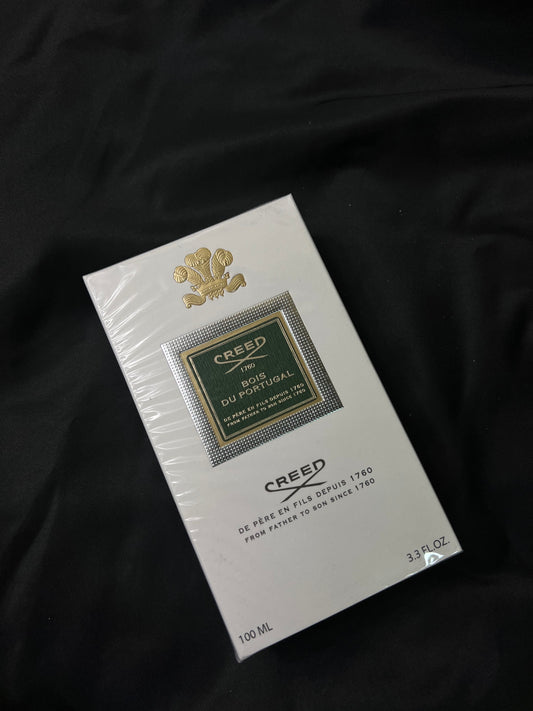 CREED
1760
BOIS
DU PORTUGAL
DE PÈRE EN FILS DEPUIS 1760
FROM FATHER TO SON SINCE 1760
CREED
DE PÈRE EN FILS DEPUIS 1760
FROM FATHER TO SON SINCE 1760
100 ML
3.3 FL.OZ.